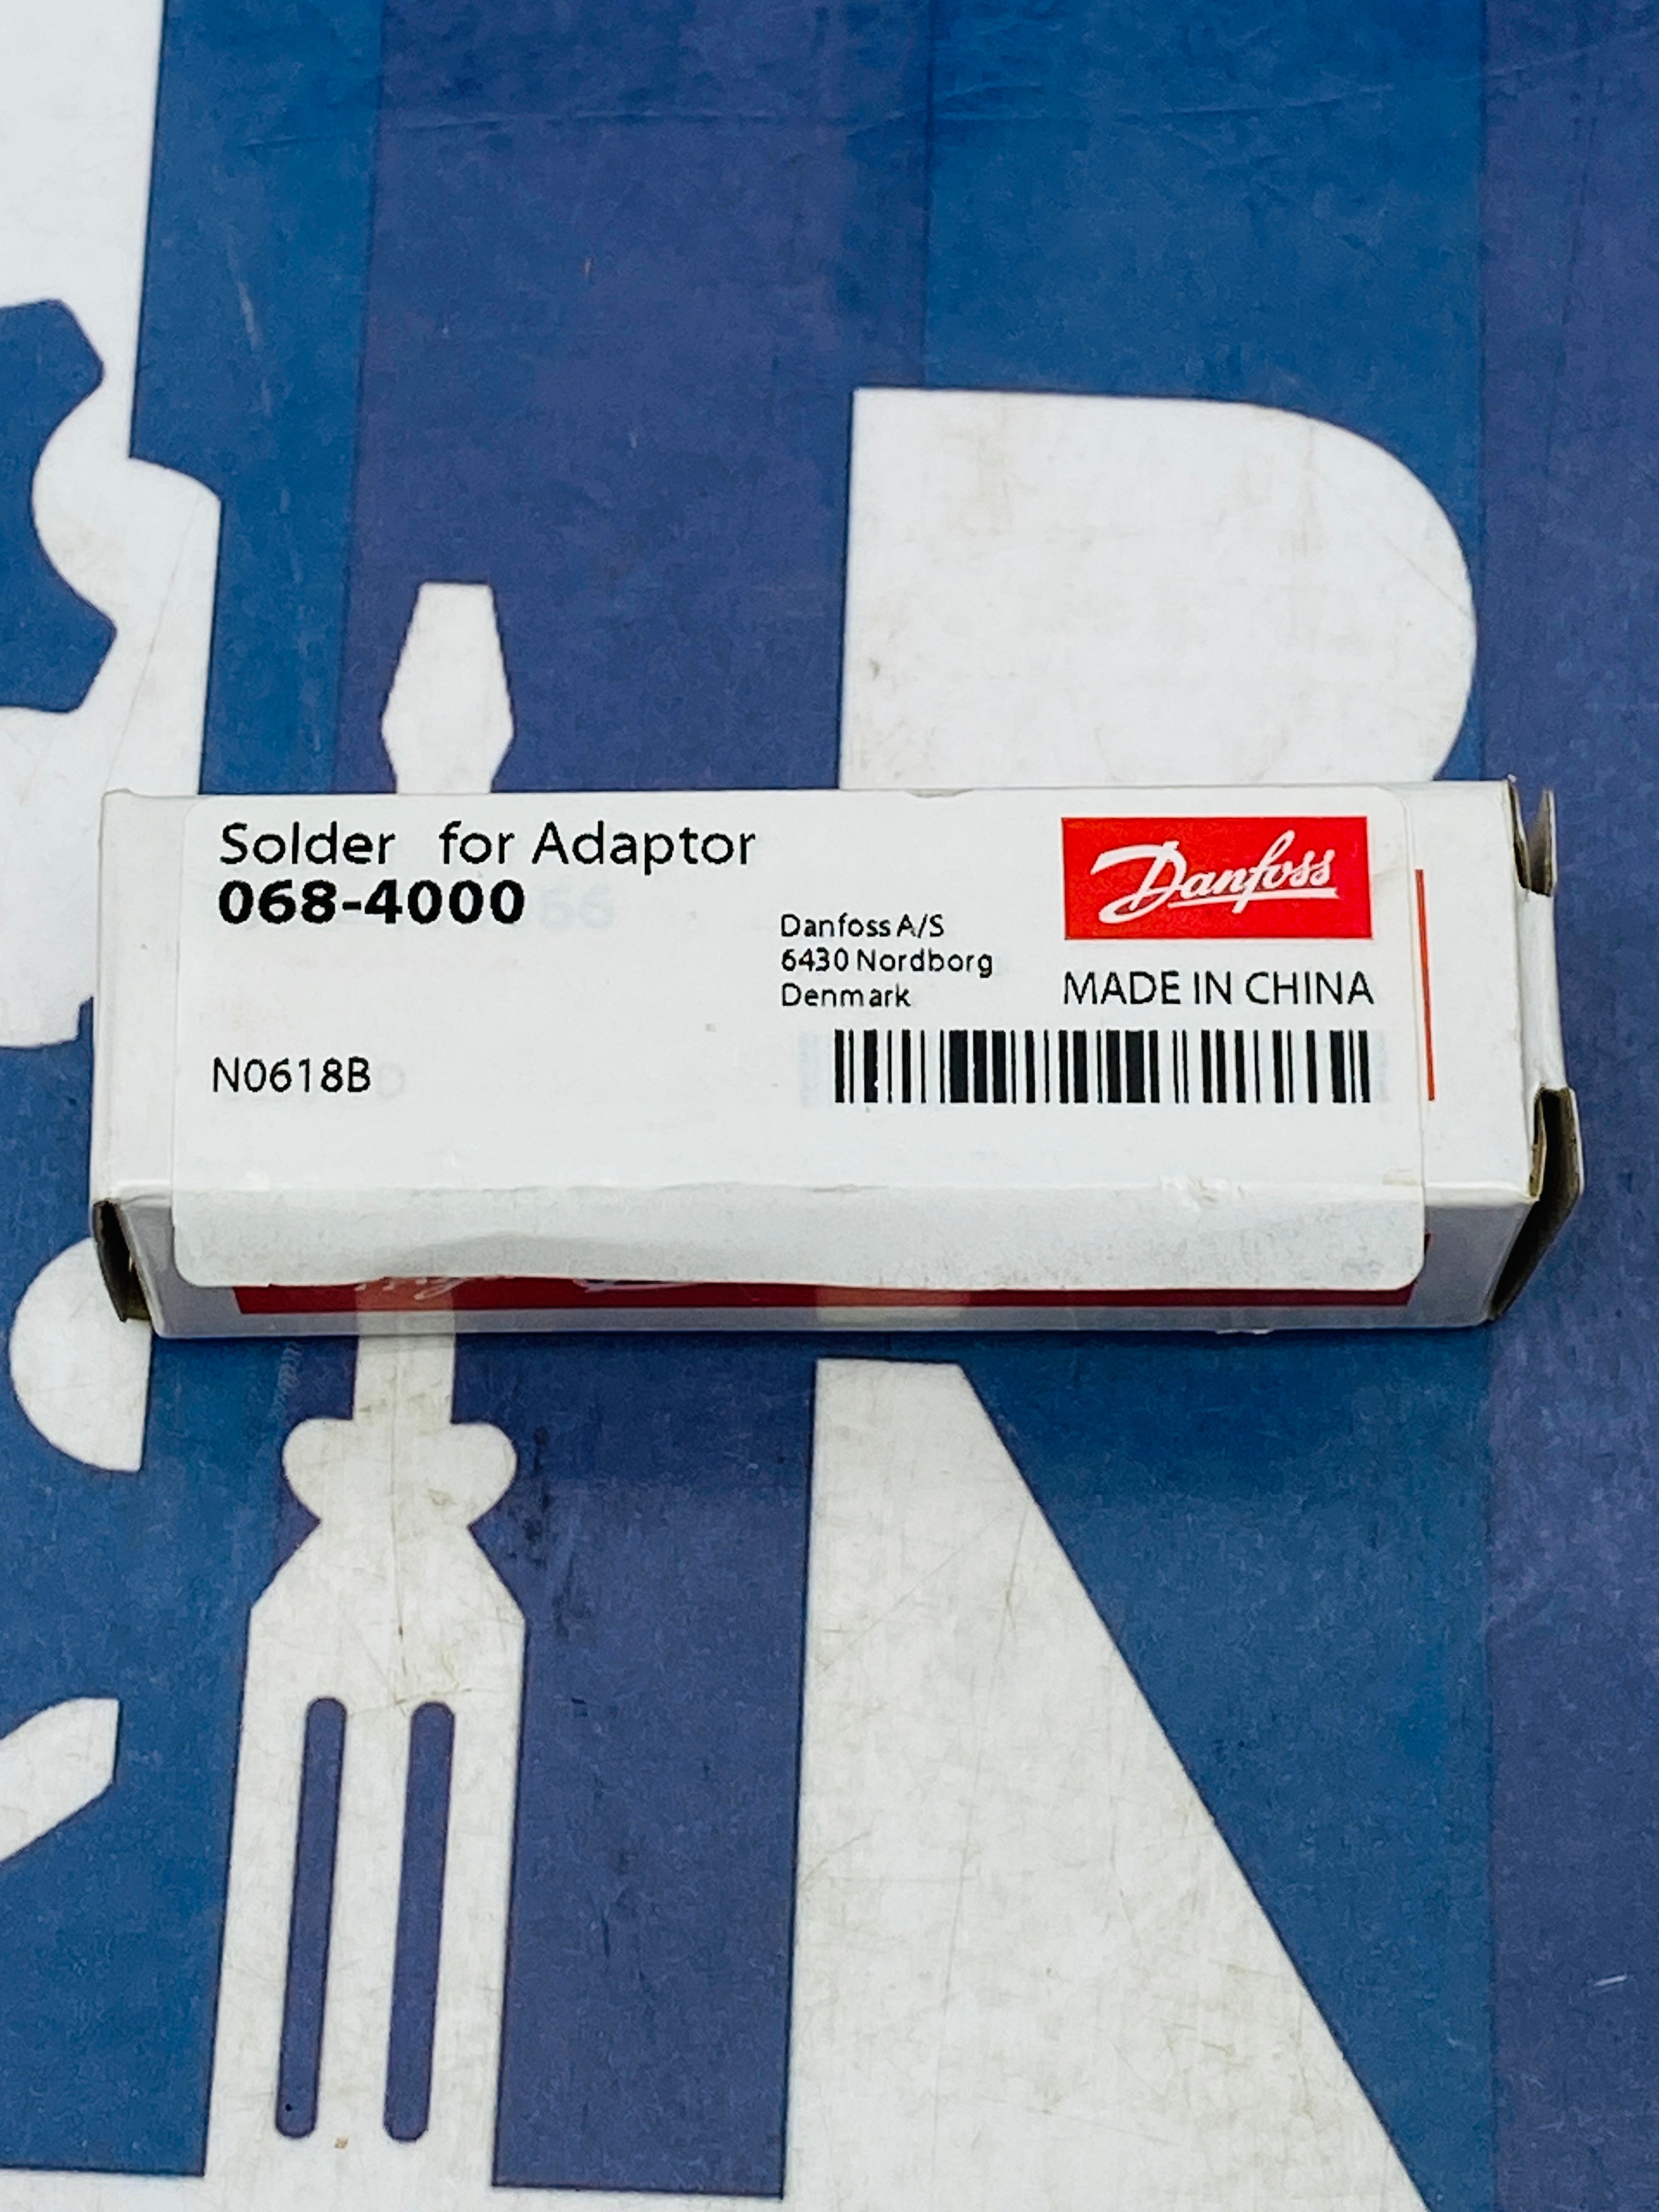 Solder for Adaptor
068-4000
Danfoss
Danfoss A/S
6430 Nordborg
Denmark
MADE IN CHINA
N0618B